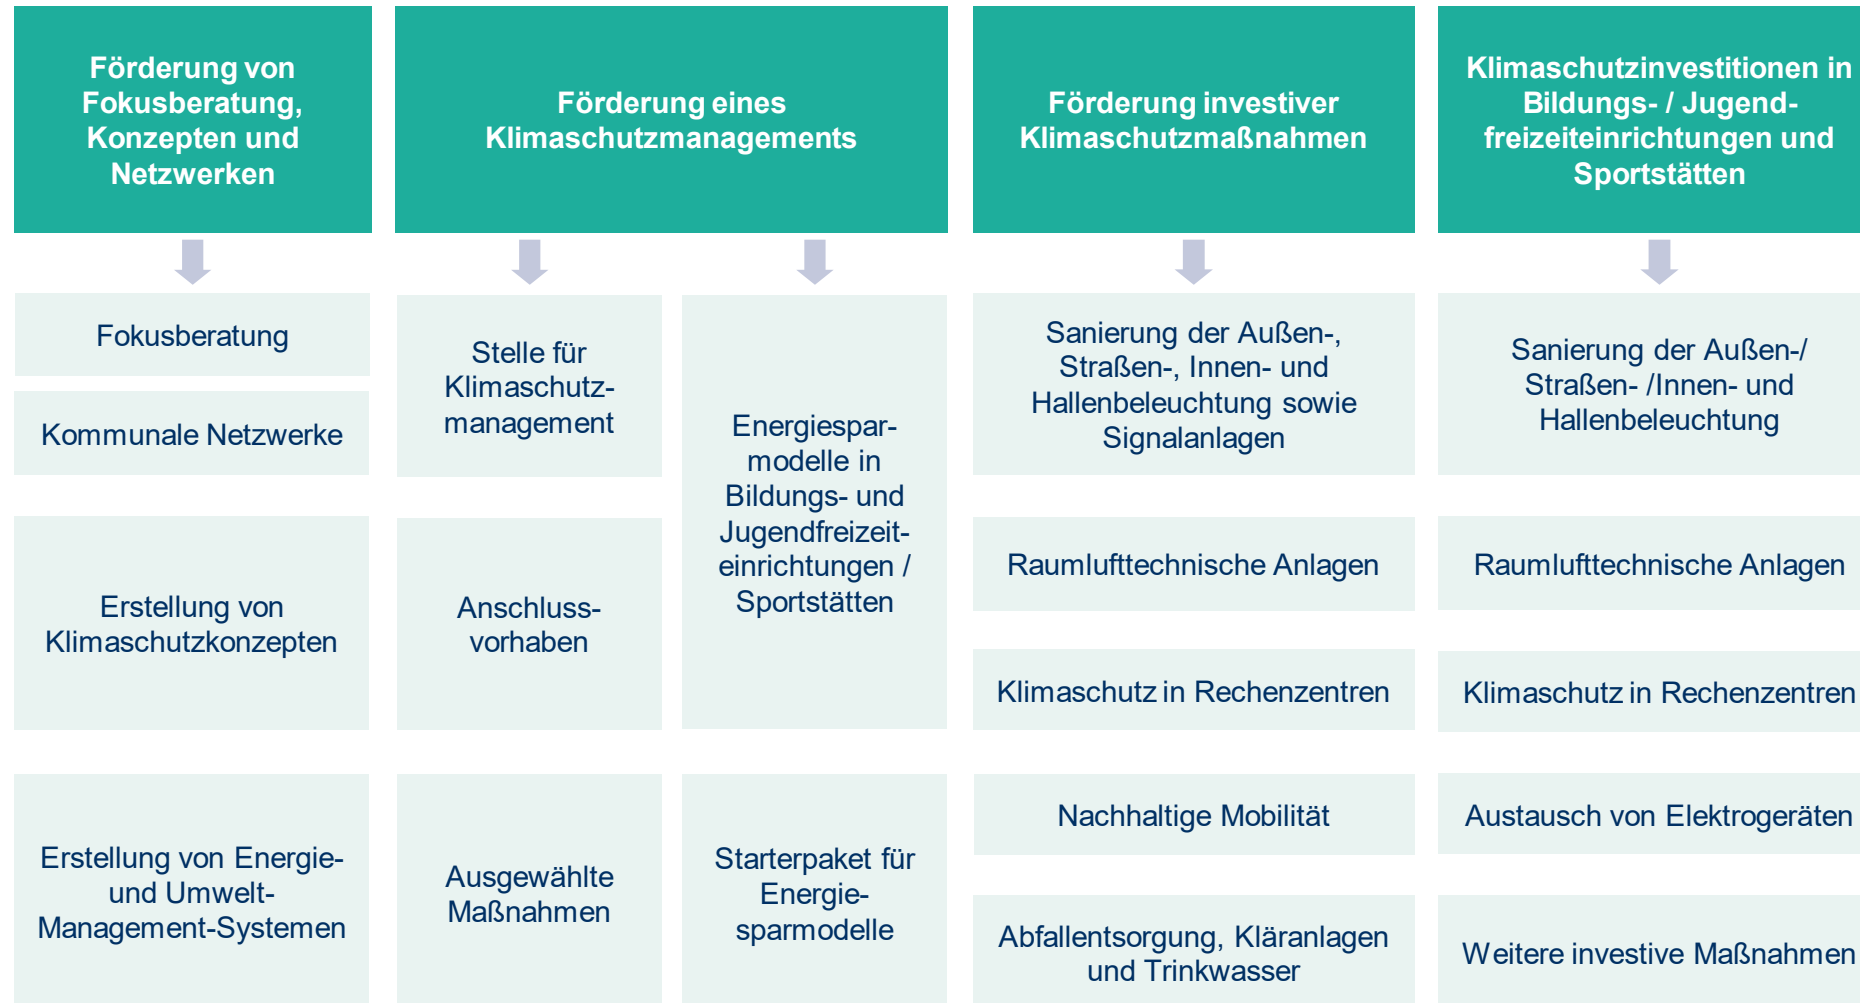 Förderung von
Fokusberatung,
Konzepten und
Netzwerken
Förderung eines
Klimaschutzmanagements
Förderung investiver
Klimaschutzmaßnahmen
Klimaschutzinvestitionen in
Bildungs- / Jugend-
freizeiteinrichtungen und
Sportstätten
Fokusberatung
Kommunale Netzwerke
Erstellung von
Klimaschutzkonzepten
Erstellung von Energie-
und Umwelt-
Management-Systemen
Stelle für
Klimaschutz-
management
Anschluss-
vorhaben
Ausgewählte
Maßnahmen
Energiespar-
modelle in
Bildungs- und
Jugendfreizeit-
einrichtungen /
Sportstätten
Starterpaket für
Energie-
sparmodelle
Sanierung der Außen-,
Straßen-, Innen- und
Hallenbeleuchtung sowie
Signalanlagen
Raumlufttechnische Anlagen
Klimaschutz in Rechenzentren
Nachhaltige Mobilität
Abfallentsorgung, Kläranlagen
und Trinkwasser
Sanierung der Außen-/
Straßen- /Innen- und
Hallenbeleuchtung
Raumlufttechnische Anlagen
Klimaschutz in Rechenzentren
Austausch von Elektrogeräten
Weitere investive Maßnahmen